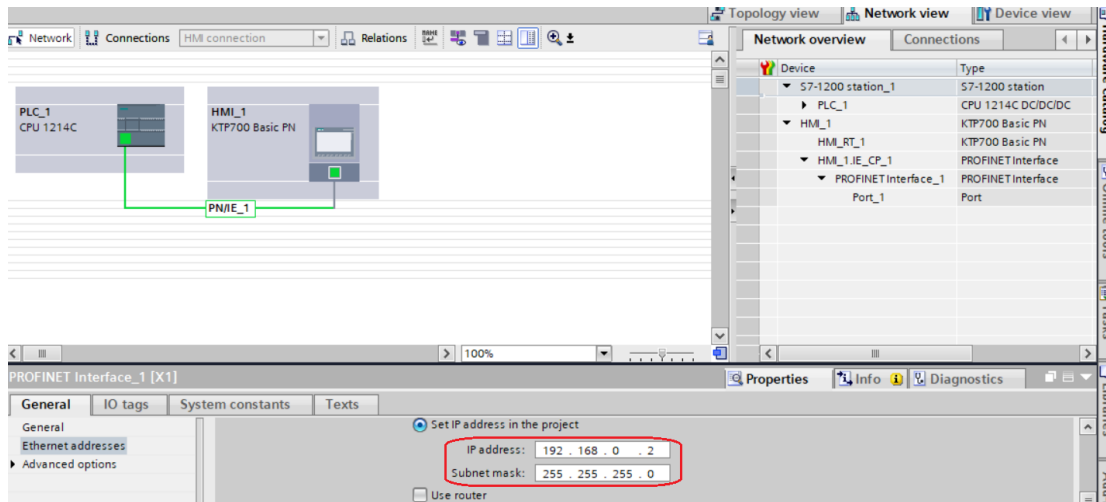 Topology view
Network view
Device view
Network
Connections
HMI connection
Relations
Network overview
Connections
Device
Type
S7-1200 station_1
S7-1200 station
PLC_1
CPU 1214C DC/DC/DC
HMI_1
KTP700 Basic PN
HMI_RT_1
KTP700 Basic PN
HMI_1.IE_CP_1
PROFINET Interface
PROFINET Interface_1
PROFINET Interface
Port_1
Port
PLC_1
CPU 1214C
HMI_1
KTP700 Basic PN
PN/IE_1
100%
PROFINET Interface_1 [X1]
Properties
Info
Diagnostics
General
IO tags
System constants
Texts
General
Ethernet addresses
Advanced options
Set IP address in the project
IP address: 192 . 168 . 0 . 2
Subnet mask: 255 . 255 . 255 . 0
Use router